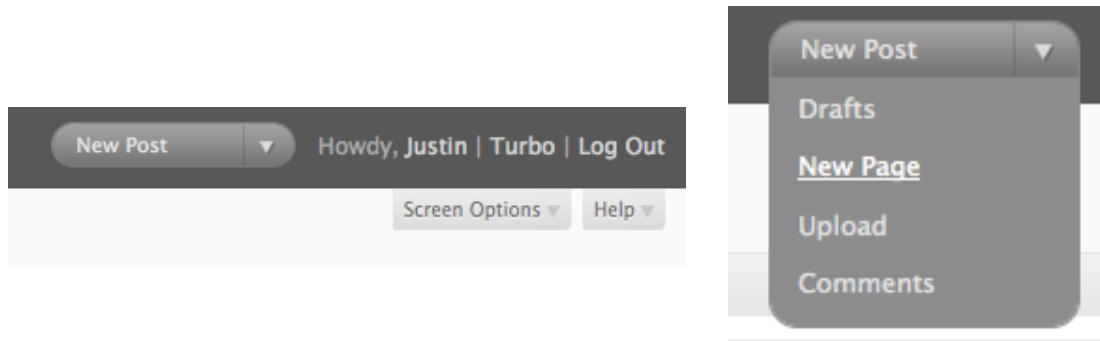 New Post ▼ Howdy, Justin | Turbo | Log Out
Screen Options ▼ Help ▼
New Post ▼
Drafts
New Page
Upload
Comments